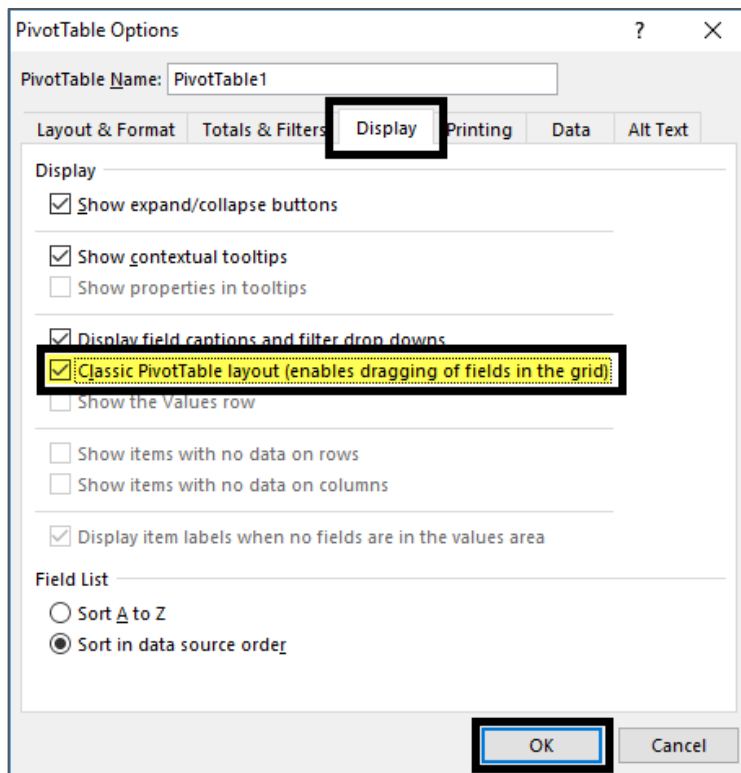 PivotTable Options ? X
PivotTable Name: PivotTable1
Layout & Format Totals & Filters Display Printing Data Alt Text
Display
Show expand/collapse buttons
Show contextual tooltips
Show properties in tooltips
Display field captions and filter drop downs
Classic PivotTable layout (enables dragging of fields in the grid)
Show the Values row
Show items with no data on rows
Show items with no data on columns
Display item labels when no fields are in the values area
Field List
Sort A to Z
Sort in data source order
OK Cancel